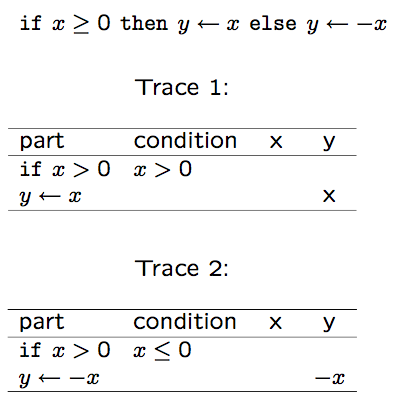 if x ≥ 0 then y ← x else y ← −x
Trace 1:
part condition x y
if x > 0 x > 0
y ← x x
Trace 2:
part condition x y
if x > 0 x ≤ 0
y ← −x −x